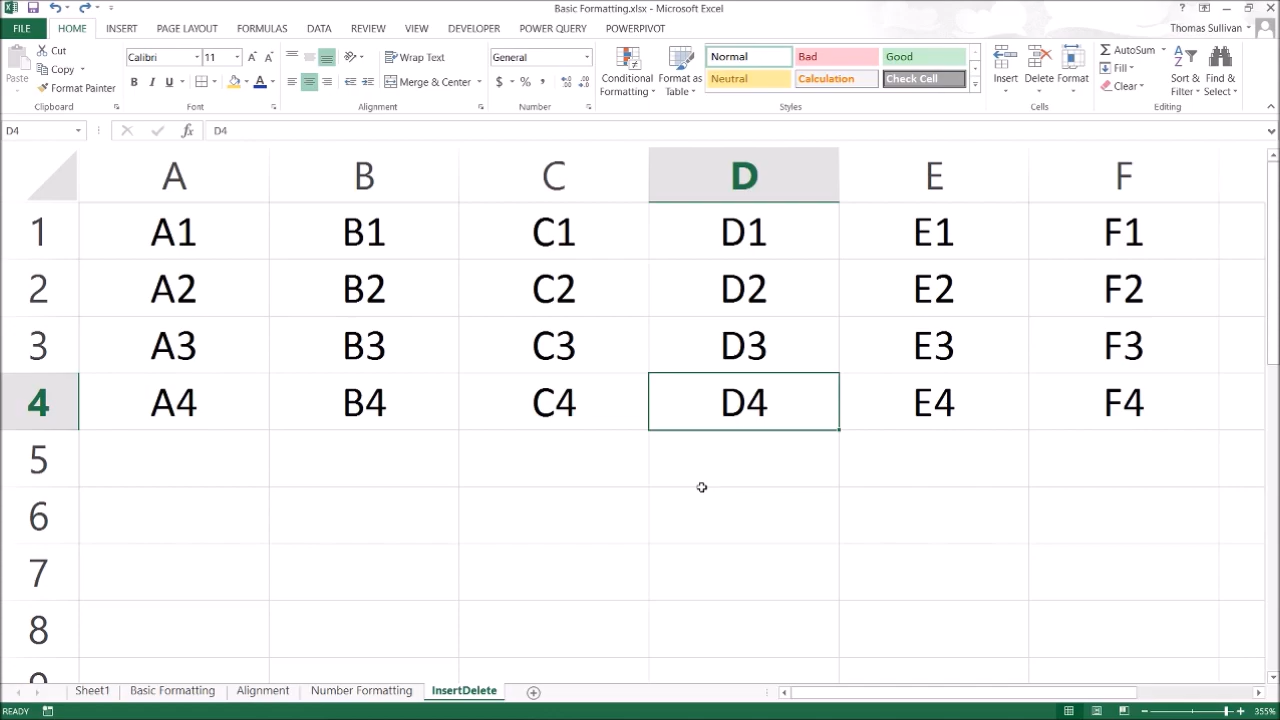 Basic Formatting.xlsx - Microsoft Excel
?
FILE HOME INSERT PAGE LAYOUT FORMULAS DATA REVIEW VIEW DEVELOPER POWER QUERY POWERPIVOT Thomas Sullivan
Paste Cut Copy Format Painter
Calibri 11 A A
B I U A
Wrap Text
Merge & Center
General
$ % ,
Conditional Formatting Format as Table
Normal Bad Good
Neutral Calculation Check Cell
Insert Delete Format
AutoSum Fill Clear
Sort & Filter Find & Select
Clipboard Font Alignment Number Styles Cells Editing
D4 fx D4
A B C D E F
1 A1 B1 C1 D1 E1 F1
2 A2 B2 C2 D2 E2 F2
3 A3 B3 C3 D3 E3 F3
4 A4 B4 C4 D4 E4 F4
5
6
7
8
9
Sheet1 Basic Formatting Alignment Number Formatting InsertDelete
READY 355%